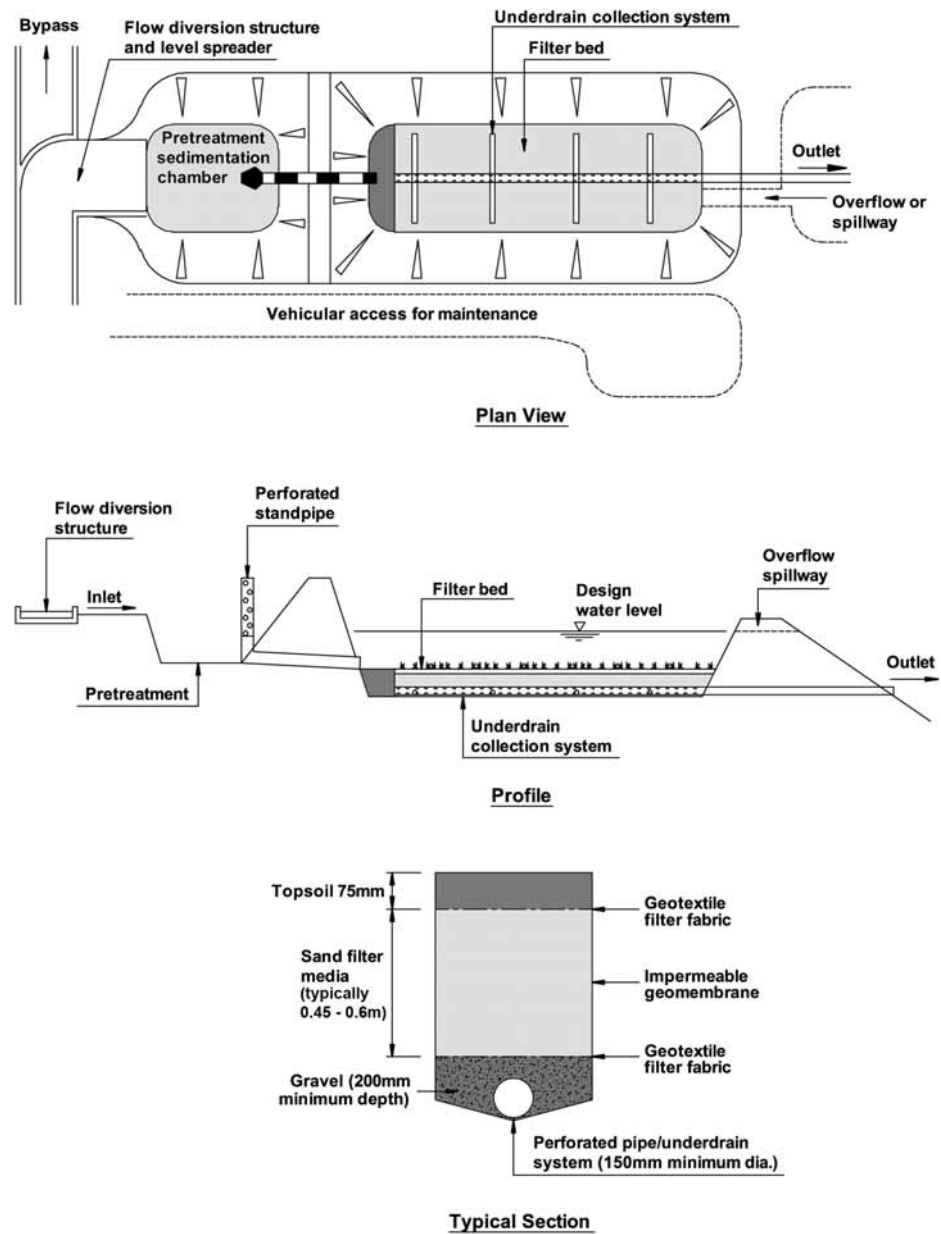 Bypass
Flow diversion structure
and level spreader
Underdrain collection system
Filter bed
Pretreatment
sedimentation
chamber
Outlet
Overflow or
spillway
Vehicular access for maintenance
Plan View
Flow diversion
structure
Perforated
standpipe
Inlet
Filter bed
Design
water level
Overflow
spillway
Outlet
Pretreatment
Underdrain
collection system
Profile
Topsoil 75mm
Geotextile
filter fabric
Sand filter
media
(typically
0.45 - 0.6m)
Impermeable
geomembrane
Geotextile
filter fabric
Gravel (200mm
minimum depth)
Perforated pipe/underdrain
system (150mm minimum dia.)
Typical Section